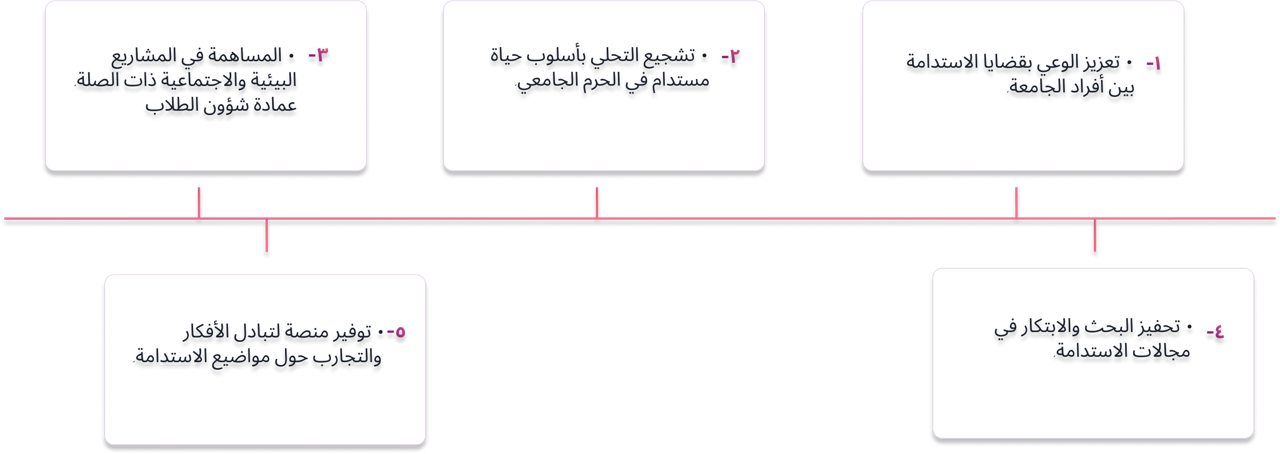 ١- • تعزيز الوعي بقضايا الاستدامة
بين أفراد الجامعة.
٢- • تشجيع التحلي بأسلوب حياة
مستدام في الحرم الجامعي.
٣- • المساهمة في المشاريع
البيئية والاجتماعية ذات الصلة.
عمادة شؤون الطلاب
٤- • تحفيز البحث والابتكار في
مجالات الاستدامة.
٥- • توفير منصة لتبادل الأفكار
والتجارب حول مواضيع الاستدامة.